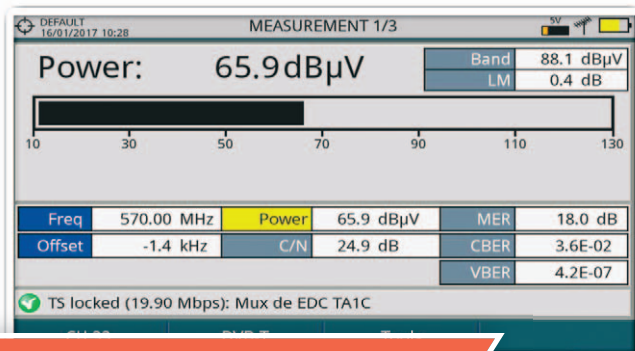 DEFAULT
16/01/2017 10:28
MEASUREMENT 1/3
5V
Power: 65.9 dBµV
Band 88.1 dBµV
LM 0.4 dB
10 30 50 70 90 110 130
Freq 570.00 MHz Power 65.9 dBµV MER 18.0 dB
Offset -1.4 kHz C/N 24.9 dB CBER 3.6E-02
VBER 4.2E-07
TS locked (19.90 Mbps): Mux de EDC TA1C